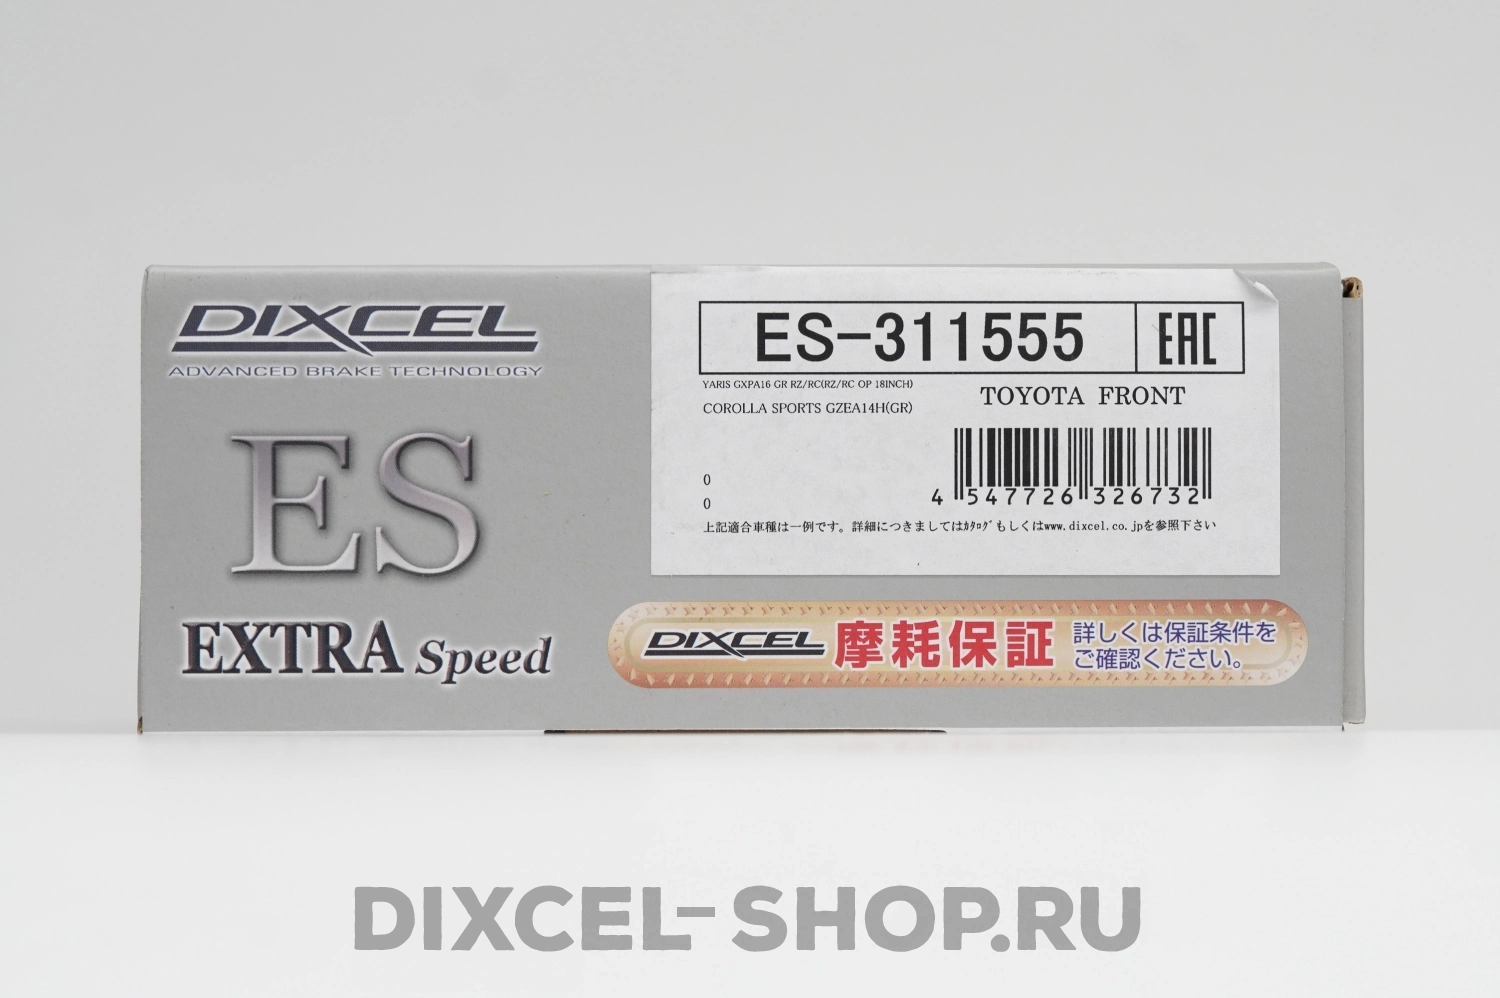 DIXCEL
ADVANCED BRAKE TECHNOLOGY
ES
EXTRA Speed
ES-311555 EAC
YARIS GXPA16 GR RZ/RC(RZ/RC OP 18INCH)
TOYOTA FRONT
COROLLA SPORTS GZEA14H(GR)
0
0
4 547726 326732
上記適合車種は一例です。詳細につきましてはｶﾀﾛｸﾞもしくはwww.dixcel.co.jpを参照下さい
DIXCEL 摩耗保証
詳しくは保証条件を
ご確認ください。
DIXCEL-SHOP.RU